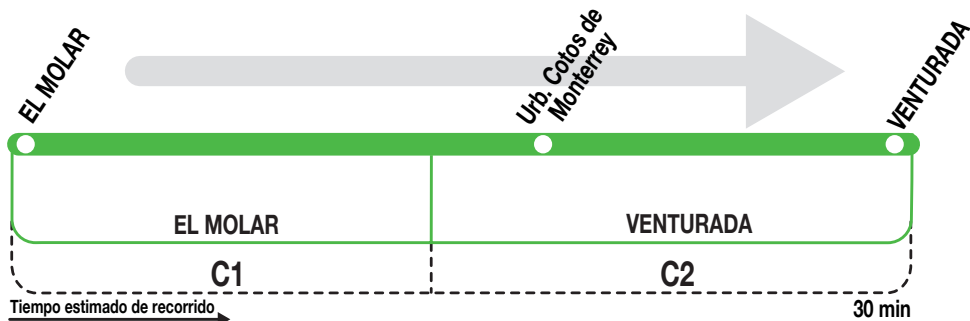 EL MOLAR
Urb. Cotos de
Monterrey
VENTURADA
EL MOLAR
VENTURADA
C1
C2
Tiempo estimado de recorrido
30 min